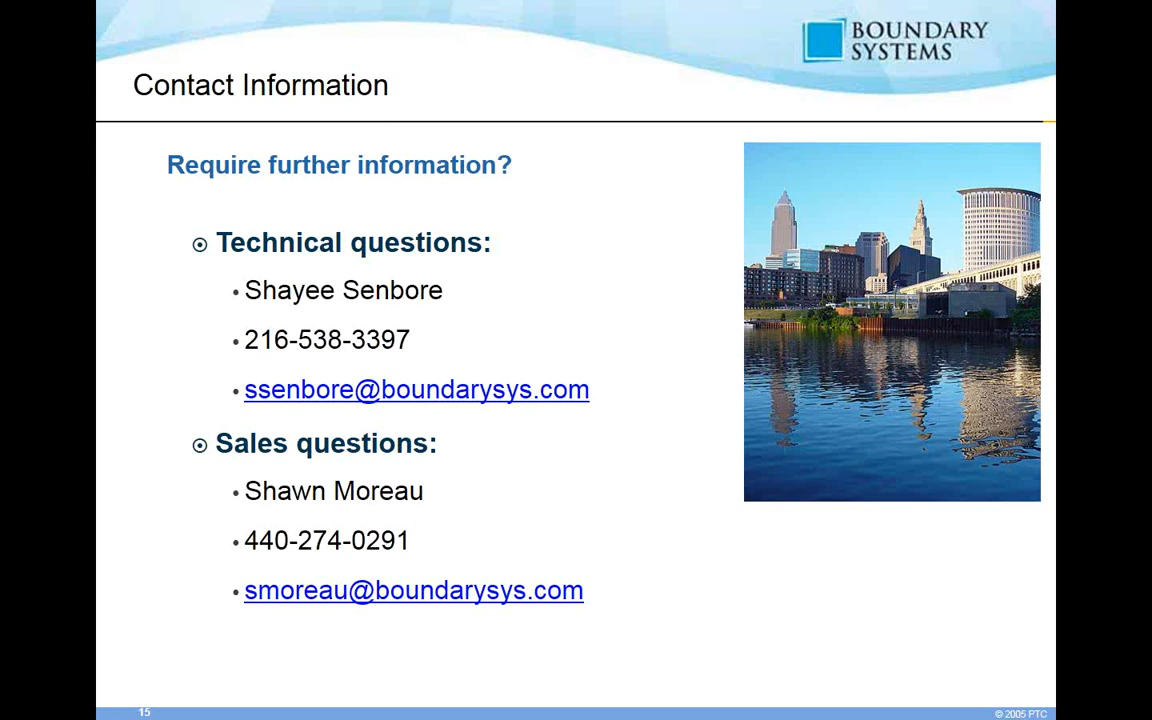 BOUNDARY
SYSTEMS
Contact Information
Require further information?
Technical questions:
Shayee Senbore
216-538-3397
ssenbore@boundarysys.com
Sales questions:
Shawn Moreau
440-274-0291
smoreau@boundarysys.com
15
© 2005 PTC